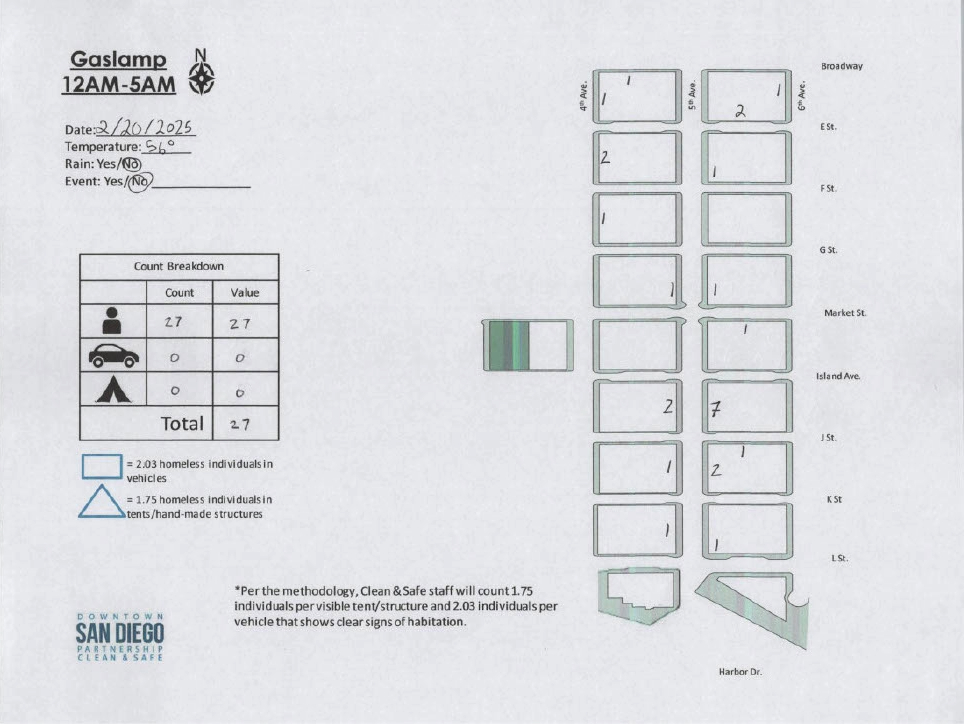 Gaslamp
12AM-5AM
N
Date: 2/20/2025
Temperature: 56°
Rain: Yes/No
Event: Yes/No
Count Breakdown
Count Value
27 27
0 0
0 0
Total 27
= 2.03 homeless individuals in
vehicles
= 1.75 homeless individuals in
tents/hand-made structures
*Per the methodology, Clean & Safe staff will count 1.75
individuals per visible tent/structure and 2.03 individuals per
vehicle that shows clear signs of habitation.
DOWNTOWN
SAN DIEGO
PARTNERSHIP
CLEAN & SAFE
Broadway
4th Ave.
5th Ave.
6th Ave.
1 1 1 2
E St.
2 1
F St.
1
G St.
1 1
Market St.
1
Island Ave.
2 7
J St.
1 2 1
K St
1 1
L St.
Harbor Dr.